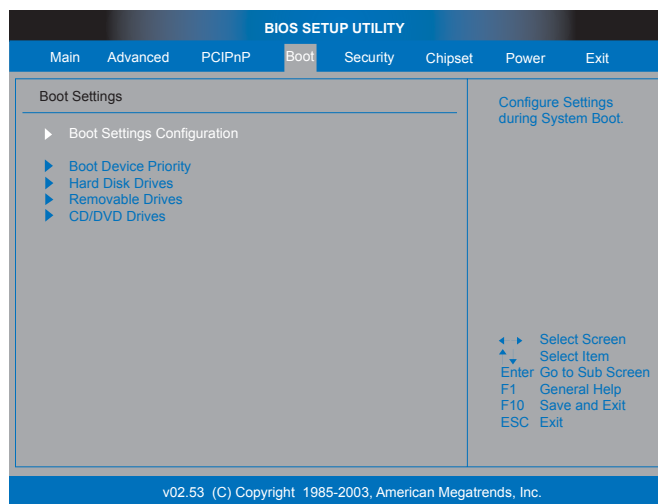 BIOS SETUP UTILITY
Main Advanced PCIPnP Boot Security Chipset Power Exit
Boot Settings
Boot Settings Configuration
Boot Device Priority
Hard Disk Drives
Removable Drives
CD/DVD Drives
Configure Settings
during System Boot.
Select Screen
Select Item
Enter Go to Sub Screen
F1 General Help
F10 Save and Exit
ESC Exit
v02.53 (C) Copyright 1985-2003, American Megatrends, Inc.